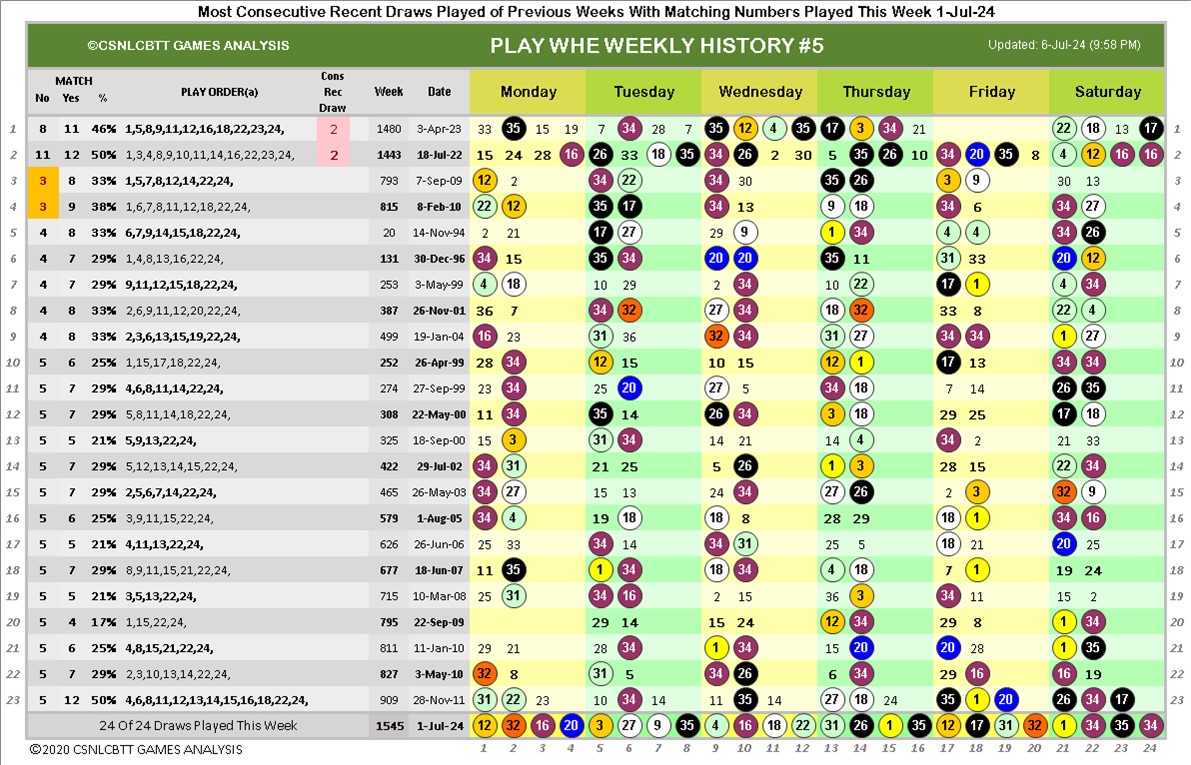 Most Consecutive Recent Draws Played of Previous Weeks With Matching Numbers Played This Week 1-Jul-24
©CSNLCBTT GAMES ANALYSIS PLAY WHE WEEKLY HISTORY #5 Updated: 6-Jul-24 (9:58 PM)
No MATCH Yes % PLAY ORDER(a) Cons Rec Draw Week Date Monday Tuesday Wednesday Thursday Friday Saturday
1 8 11 46% 1,5,8,9,11,12,16,18,22,23,24, 2 1480 3-Apr-23 33 35 15 19 7 34 28 7 35 12 4 35 17 3 34 21 22 18 13 17 1
2 11 12 50% 1,3,4,8,9,10,11,14,16,22,23,24, 2 1443 18-Jul-22 15 24 28 16 26 33 18 35 34 26 2 30 5 35 26 10 34 20 35 8 4 12 16 16 2
3 3 8 33% 1,5,7,8,12,14,22,24, 793 7-Sep-09 12 2 34 22 34 30 35 26 3 9 30 13 3
4 3 9 38% 1,6,7,8,11,12,18,22,24, 815 8-Feb-10 22 12 35 17 34 13 9 18 34 6 34 27 4
5 4 8 33% 6,7,9,14,15,18,22,24, 20 14-Nov-94 2 21 17 27 29 9 1 34 4 4 34 26 5
6 4 7 29% 1,4,8,13,16,22,24, 131 30-Dec-96 34 15 35 34 20 20 35 11 31 33 20 12 6
7 4 7 29% 9,11,12,15,18,22,24, 253 3-May-99 4 18 10 29 2 34 10 22 17 1 4 34 7
8 4 8 33% 2,6,9,11,12,20,22,24, 387 26-Nov-01 36 7 34 32 27 34 18 32 33 8 22 4 8
9 4 8 33% 2,3,6,13,15,19,22,24, 499 19-Jan-04 16 23 31 36 32 34 31 27 34 34 1 27 9
10 5 6 25% 1,15,17,18,22,24, 252 26-Apr-99 28 34 12 15 10 15 12 1 17 13 34 34 10
11 5 7 29% 4,6,8,11,14,22,24, 274 27-Sep-99 23 34 25 20 27 5 34 18 7 14 26 35 11
12 5 7 29% 5,8,11,14,18,22,24, 308 22-May-00 11 34 35 14 26 34 3 18 29 25 17 18 12
13 5 5 21% 5,9,13,22,24, 325 18-Sep-00 15 3 31 34 14 21 14 4 34 2 21 33 13
14 5 7 29% 5,12,13,14,15,22,24, 422 29-Jul-02 34 31 21 25 5 26 1 3 28 15 22 34 14
15 5 7 29% 2,5,6,7,14,22,24, 465 26-May-03 34 27 15 13 24 34 27 26 2 3 32 9 15
16 5 6 25% 3,9,11,15,22,24, 579 1-Aug-05 34 4 19 18 18 8 28 29 18 1 34 16 16
17 5 5 21% 4,11,13,22,24, 626 26-Jun-06 25 33 34 14 34 31 25 5 18 21 20 25 17
18 5 7 29% 8,9,11,15,21,22,24, 677 18-Jun-07 11 35 1 34 18 34 4 18 7 1 19 24 18
19 5 5 21% 3,5,13,22,24, 715 10-Mar-08 25 31 34 16 2 15 36 3 34 11 15 2 19
20 5 4 17% 1,15,22,24, 795 22-Sep-09 29 14 15 24 12 34 29 8 1 34 20
21 5 6 25% 4,8,15,21,22,24, 811 11-Jan-10 29 21 28 34 1 34 15 20 20 28 1 35 21
22 5 7 29% 2,3,10,13,14,22,24, 827 3-May-10 32 8 31 5 34 26 6 34 29 16 16 19 22
23 5 12 50% 4,6,8,11,12,13,14,15,16,18,22,24, 909 28-Nov-11 31 22 23 10 34 14 11 35 14 27 18 24 35 1 20 26 34 17 23
24 Of 24 Draws Played This Week 1545 1-Jul-24 12 32 16 20 3 27 9 35 4 16 18 22 31 26 1 35 12 17 31 32 1 34 35 34
©2020 CSNLCBTT GAMES ANALYSIS 1 2 3 4 5 6 7 8 9 10 11 12 13 14 15 16 17 18 19 20 21 22 23 24